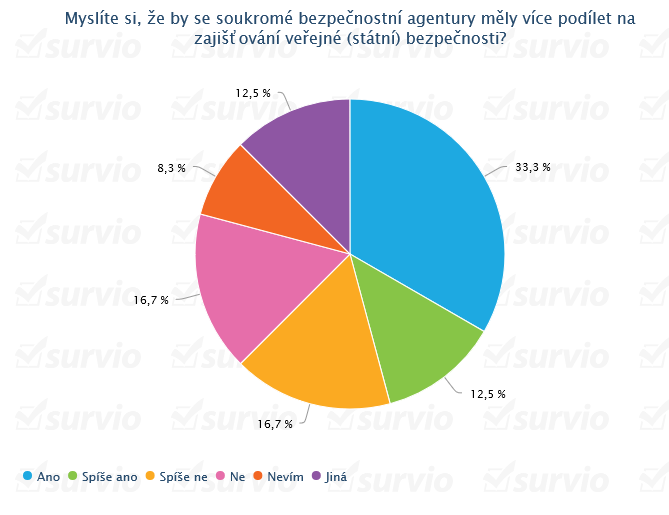 Myslíte si, že by se soukromé bezpečnostní agentury měly více podílet na
zajišťování veřejné (státní) bezpečnosti?
12,5 %
33,3 %
8,3 %
16,7 %
12,5 %
16,7 %
Ano Spíše ano Spíše ne Ne Nevím Jiná
survio